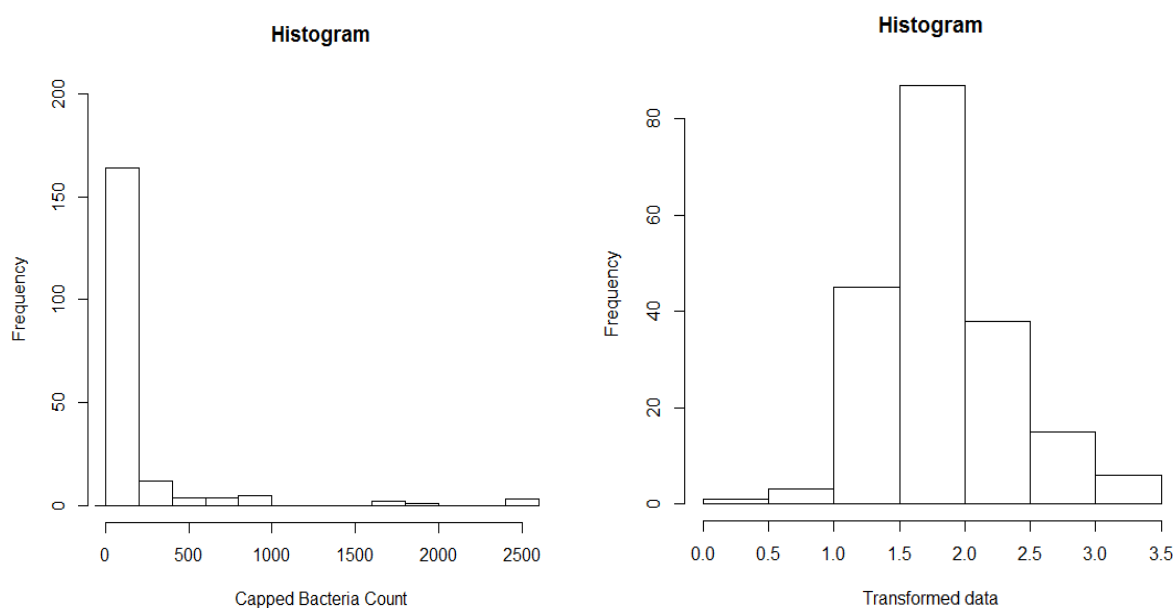 Histogram
Frequency
200
150
100
50
0
0 500 1000 1500 2000 2500
Capped Bacteria Count
Histogram
Frequency
80
60
40
20
0
0.0 0.5 1.0 1.5 2.0 2.5 3.0 3.5
Transformed data